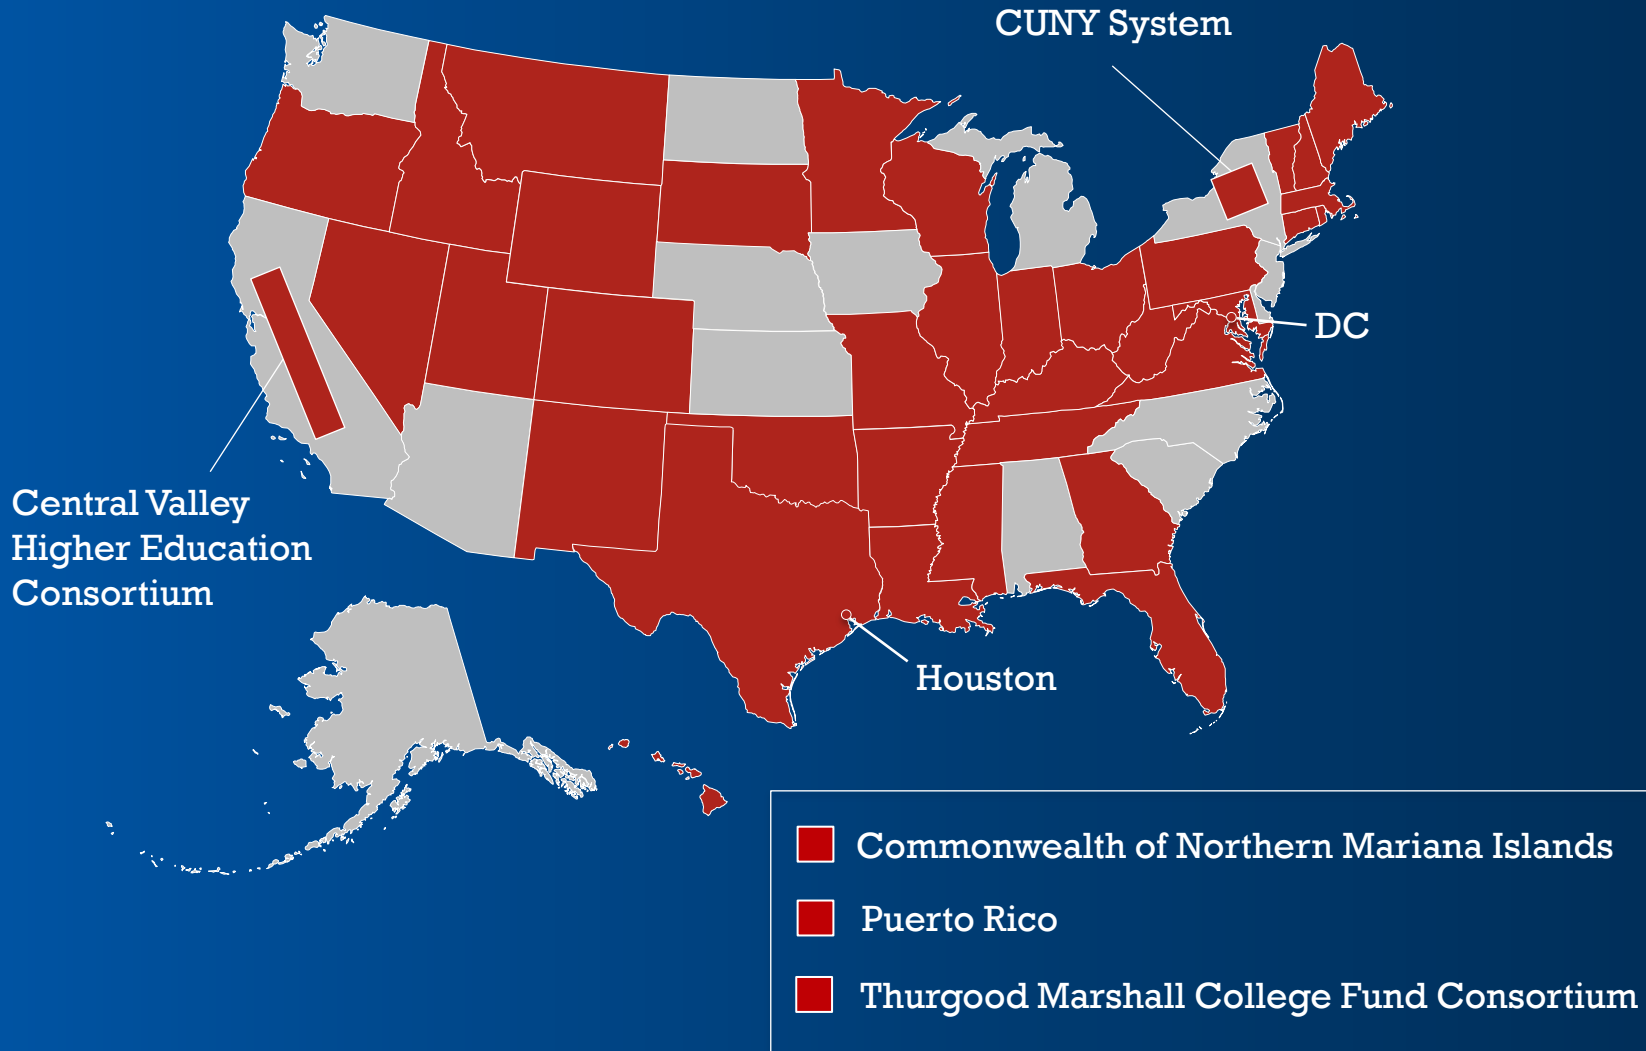 CUNY System
DC
Central Valley
Higher Education
Consortium
Houston
Commonwealth of Northern Mariana Islands
Puerto Rico
Thurgood Marshall College Fund Consortium